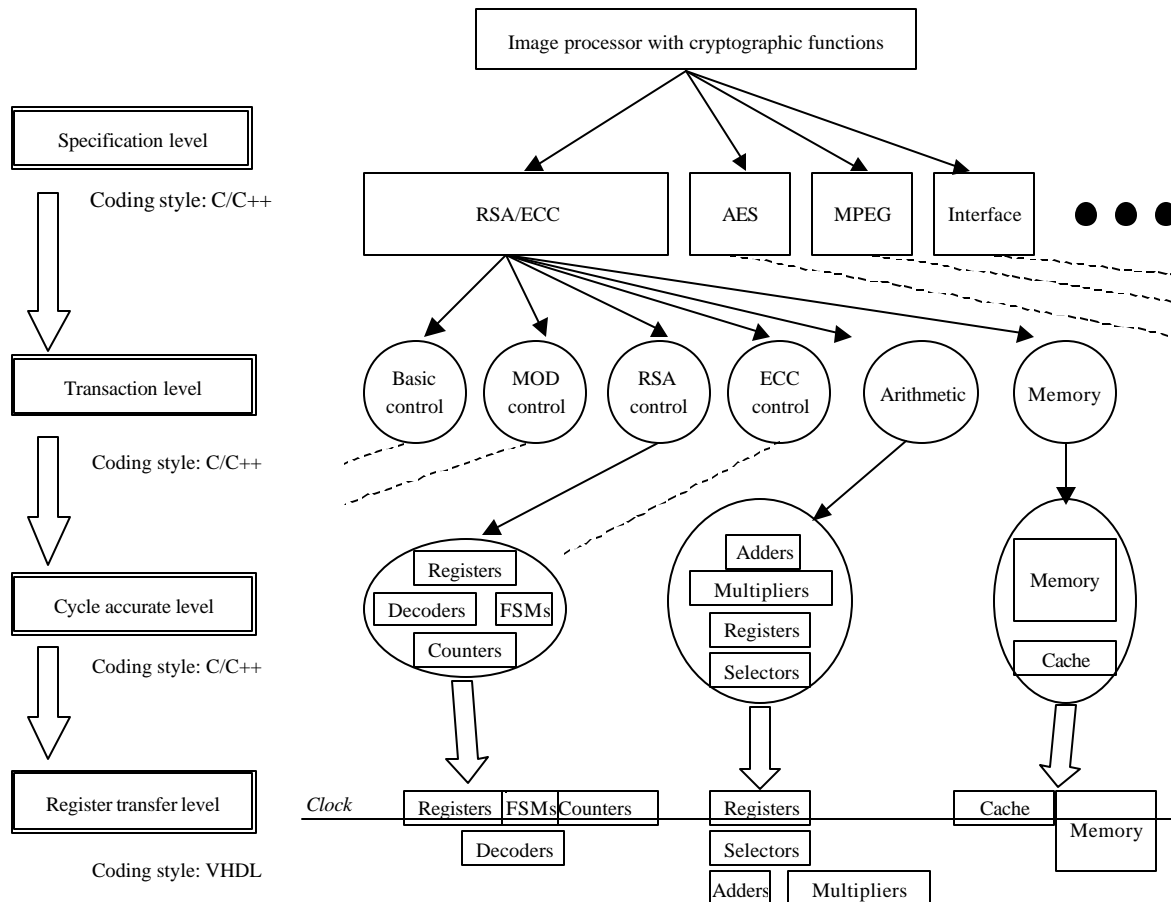 Image processor with cryptographic functions
Specification level
Coding style: C/C++
RSA/ECC
AES
MPEG
Interface
Transaction level
Basic
control
MOD
control
RSA
control
ECC
control
Arithmetic
Memory
Coding style: C/C++
Cycle accurate level
Registers
Decoders
FSMs
Counters
Adders
Multipliers
Registers
Selectors
Memory
Cache
Coding style: C/C++
Register transfer level
Clock
Registers
FSMs
Counters
Decoders
Registers
Selectors
Adders
Multipliers
Cache
Memory
Coding style: VHDL